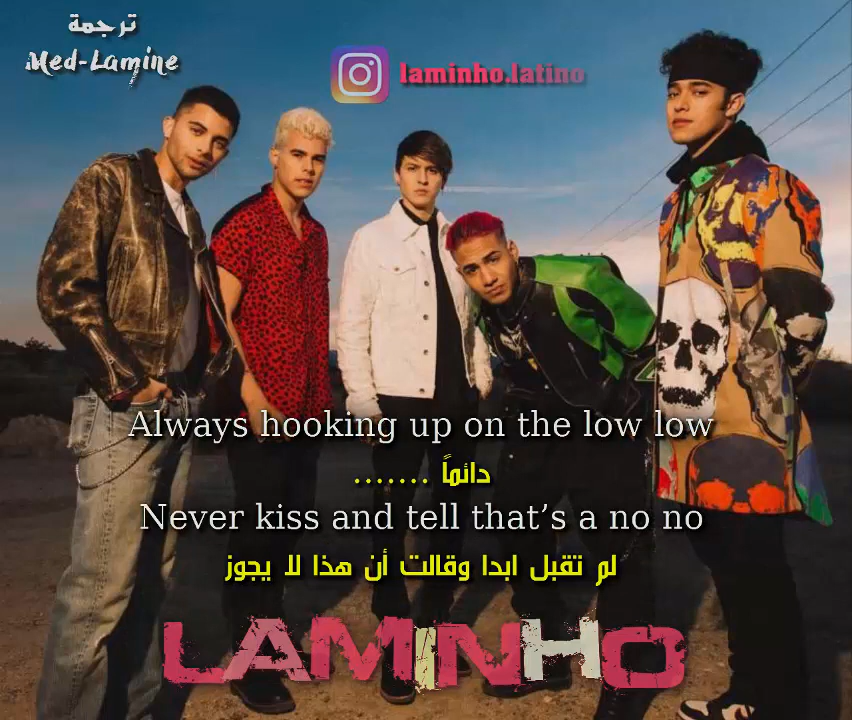 ترجمة
Med-Lamine
laminho.latino
Always hooking up on the low low
دائماً .......
Never kiss and tell that’s a no no
لم تقبل ابدا وقالت أن هذا لا يجوز
LAMINHO